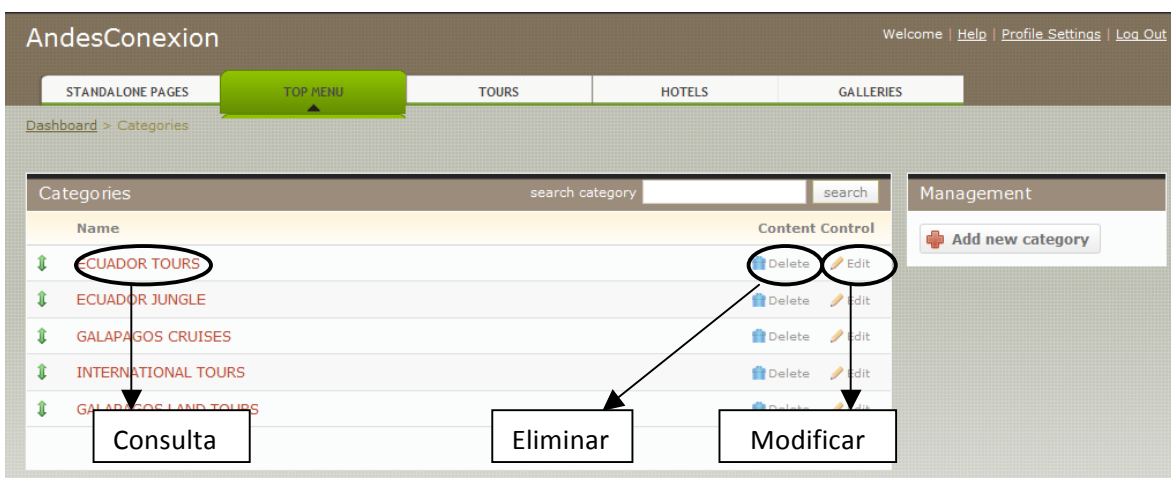 AndesConexion
Welcome | Help | Profile Settings | Log Out
STANDALONE PAGES TOP MENU TOURS HOTELS GALLERIES
Dashboard > Categories
Categories search category search
Management
Name Content Control
Add new category
ECUADOR TOURS Delete Edit
ECUADOR JUNGLE Delete Edit
GALAPAGOS CRUISES Delete Edit
INTERNATIONAL TOURS Delete Edit
GALAPAGOS LAND TOURS Delete Edit
Consulta Eliminar Modificar